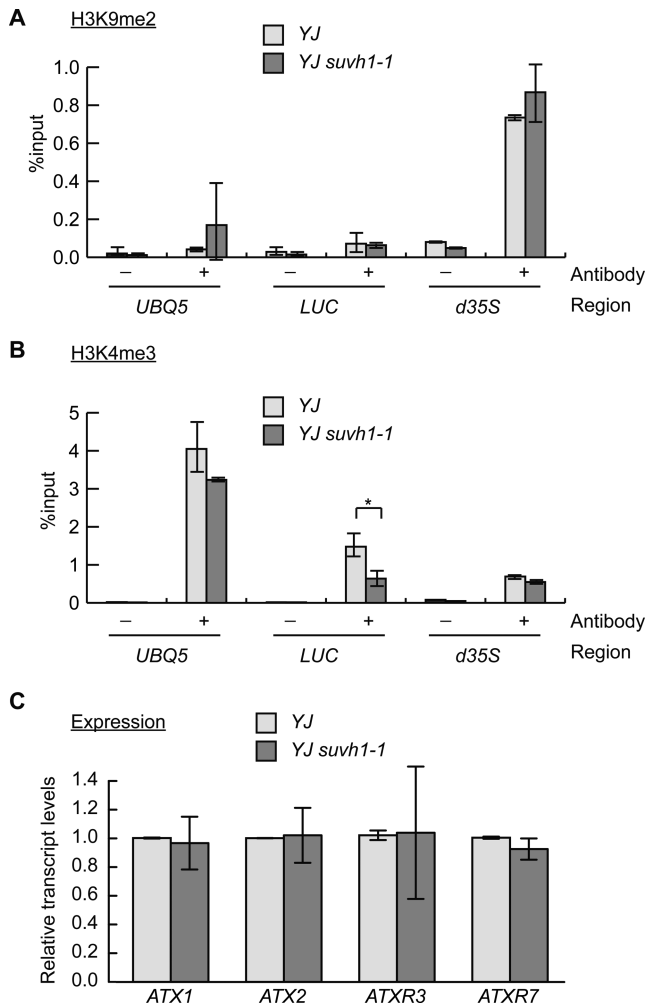 A H3K9me2
YJ
YJ suvh1-1
%input
1.0
0.8
0.6
0.4
0.2
0.0
– + – + – + Antibody
UBQ5 LUC d35S Region
B H3K4me3
YJ
YJ suvh1-1
%input
5
4
3
2
1
0
*
– + – + – + Antibody
UBQ5 LUC d35S Region
C Expression
YJ
YJ suvh1-1
Relative transcript levels
1.4
1.2
1.0
0.8
0.6
0.4
0.2
0.0
ATX1 ATX2 ATXR3 ATXR7